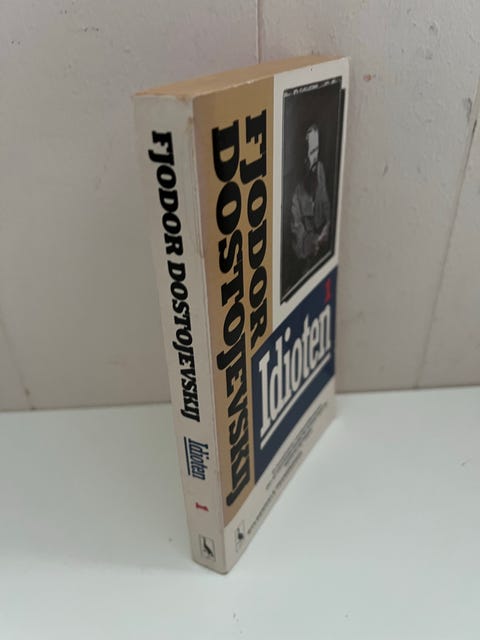 FJODOR DOSTOJEVSKIJ
Idioten
1
FJODOR
DOSTOJEVSKIJ
1
Idioten